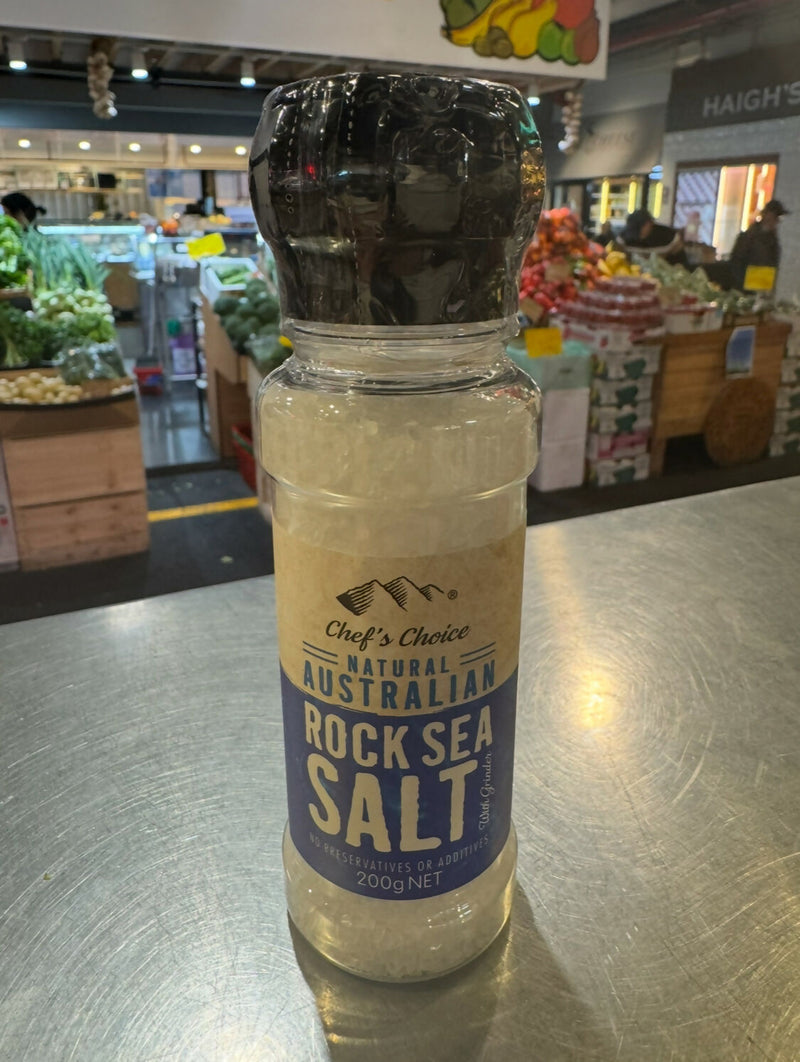 HAIGH'S
®
Chef's Choice
NATURAL
AUSTRALIAN
ROCK SEA
SALT
With Grinder
NO PRESERVATIVES OR ADDITIVES
200g NET